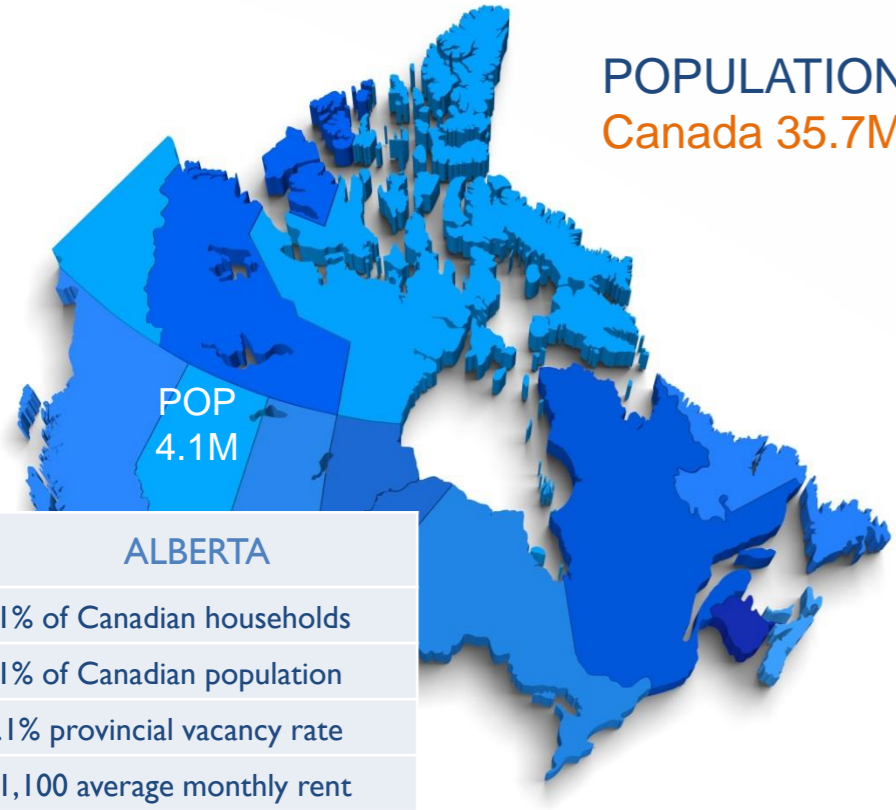 POPULATION
Canada 35.7M
POP
4.1M
ALBERTA
1% of Canadian households
1% of Canadian population
.1% provincial vacancy rate
1,100 average monthly rent